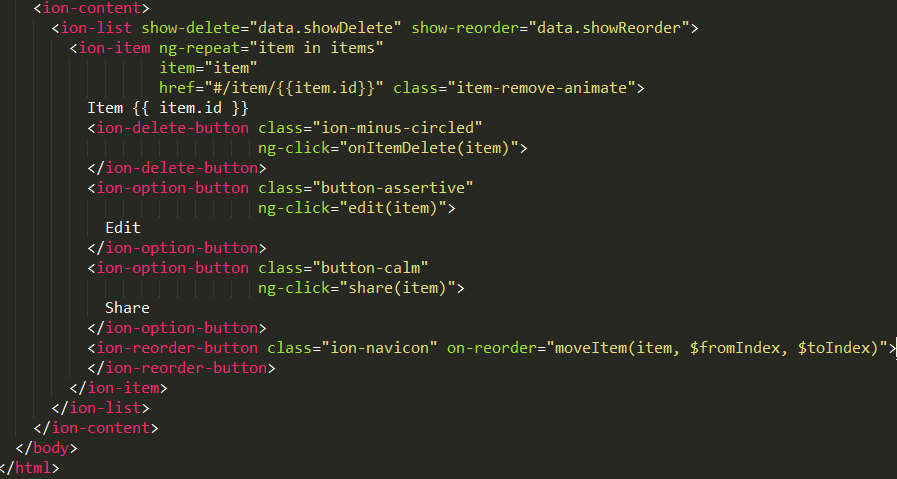 <ion-content>
<ion-list show-delete="data.showDelete" show-reorder="data.showReorder">
<ion-item ng-repeat="item in items"
item="item"
href="#/item/{{item.id}}" class="item-remove-animate">
Item {{ item.id }}
<ion-delete-button class="ion-minus-circled"
ng-click="onItemDelete(item)">
</ion-delete-button>
<ion-option-button class="button-assertive"
ng-click="edit(item)">
Edit
</ion-option-button>
<ion-option-button class="button-calm"
ng-click="share(item)">
Share
</ion-option-button>
<ion-reorder-button class="ion-navicon" on-reorder="moveItem(item, $fromIndex, $toIndex)">
</ion-reorder-button>
</ion-item>
</ion-list>
</ion-content>
</body>
</html>